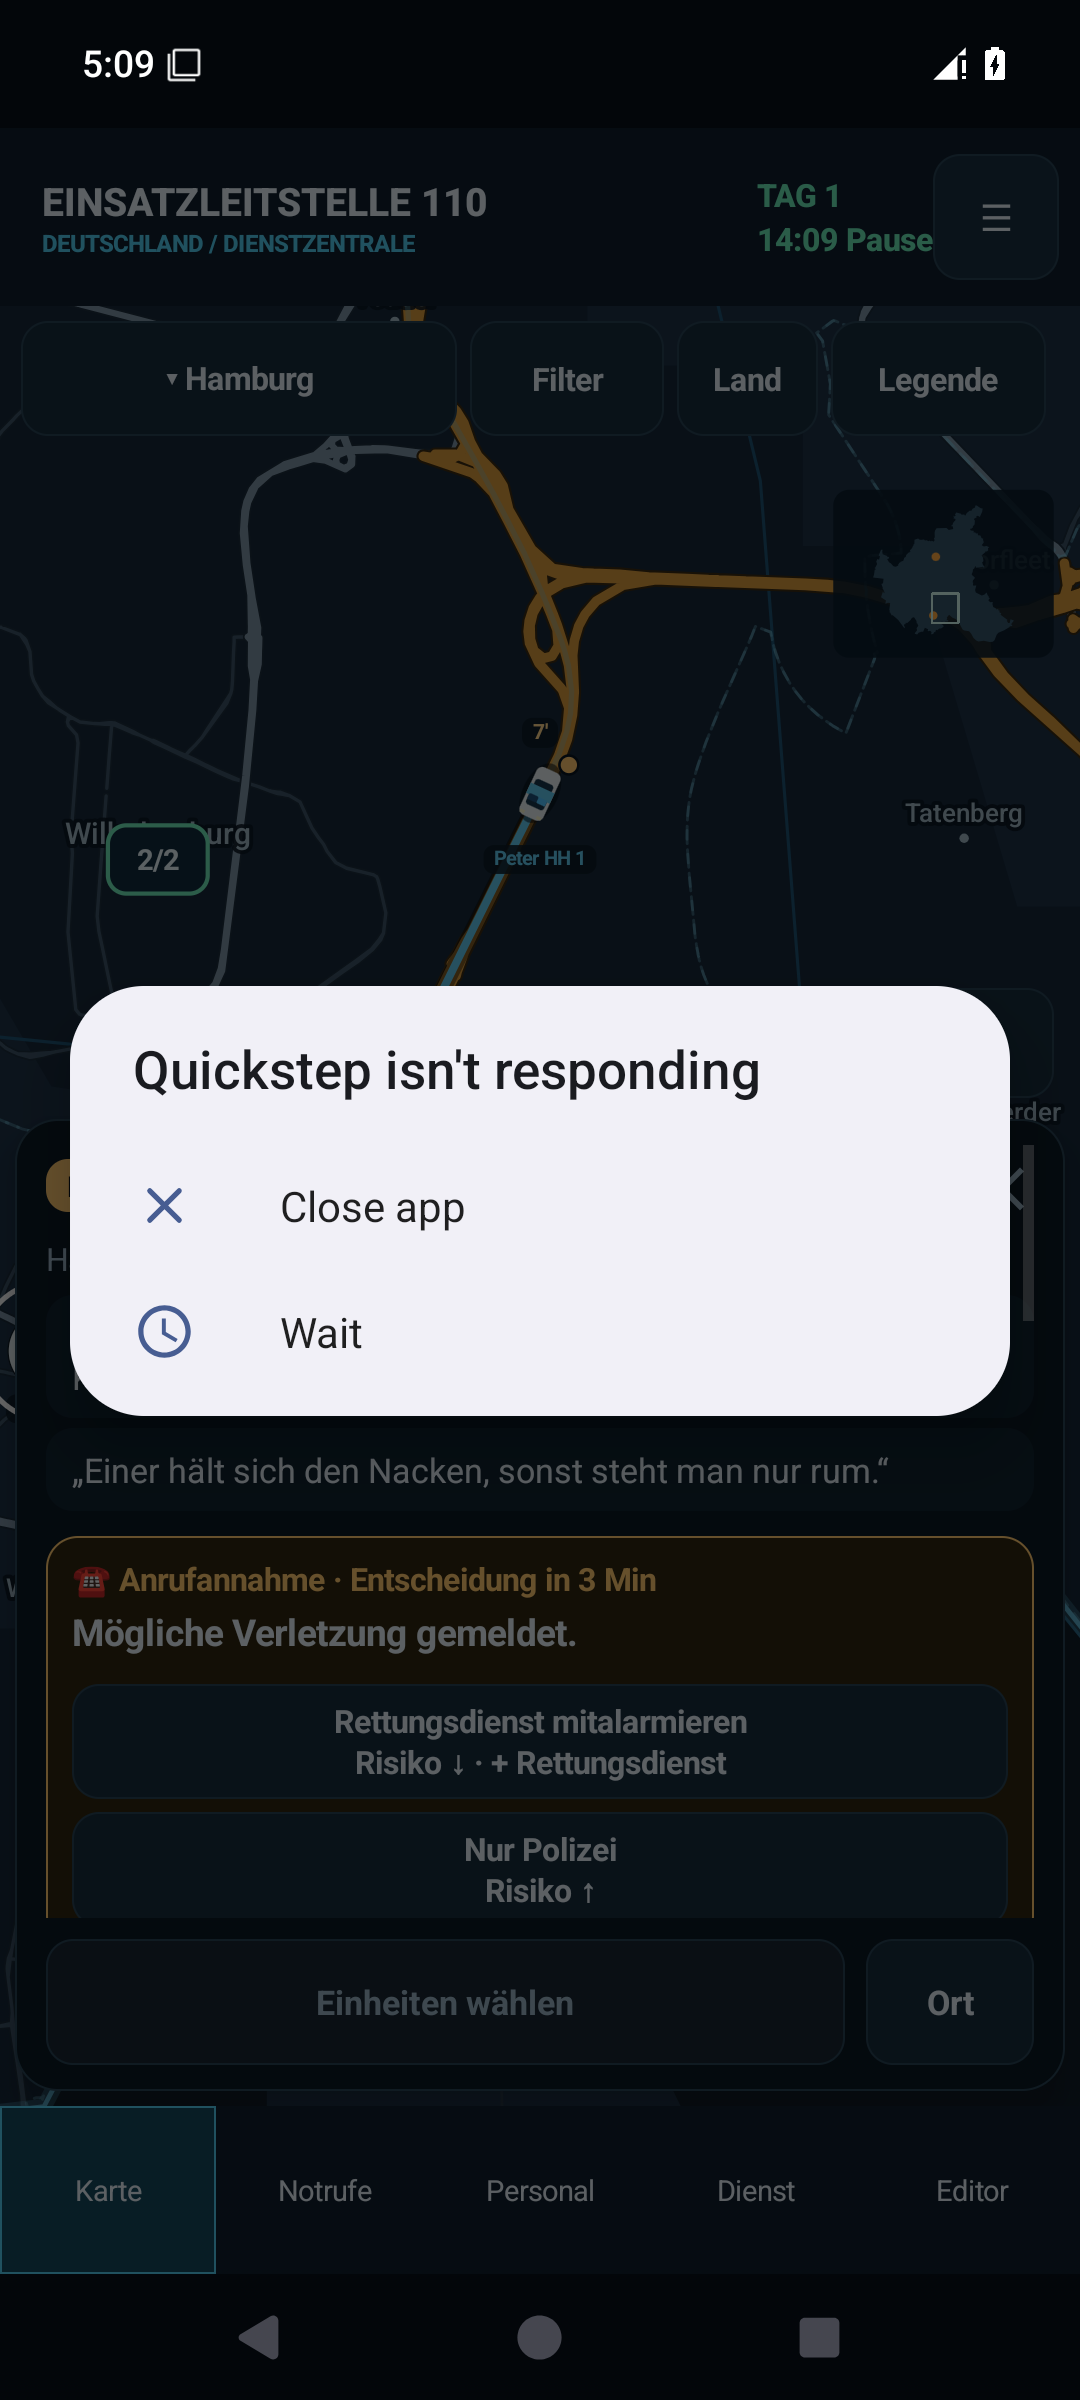 5:09
EINSATZLEITSTELLE 110
DEUTSCHLAND / DIENSTZENTRALE
TAG 1
14:09 Pause
☰
▾ Hamburg
Filter
Land
Legende
7'
Tatenberg
2/2
Peter HH 1
Quickstep isn't responding
Close app
Wait
„Einer hält sich den Nacken, sonst steht man nur rum.“
☎️ Anrufannahme · Entscheidung in 3 Min
Mögliche Verletzung gemeldet.
Rettungsdienst mitalarmieren
Risiko ↓ · + Rettungsdienst
Nur Polizei
Risiko ↑
Einheiten wählen
Ort
Karte
Notrufe
Personal
Dienst
Editor